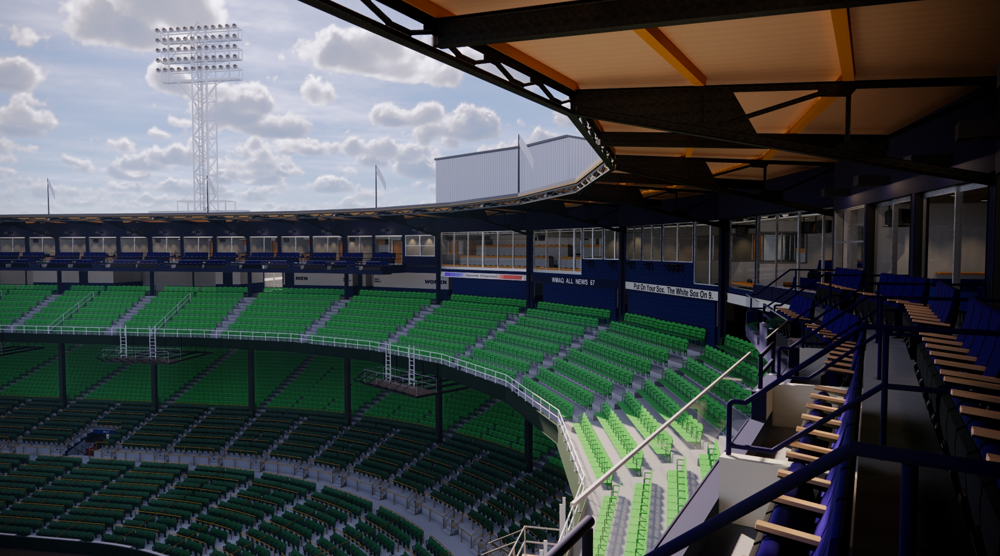 MEN
WOMEN
Sports Channel
WMAQ ALL NEWS 67
Put On Your Sox. The White Sox On 9.